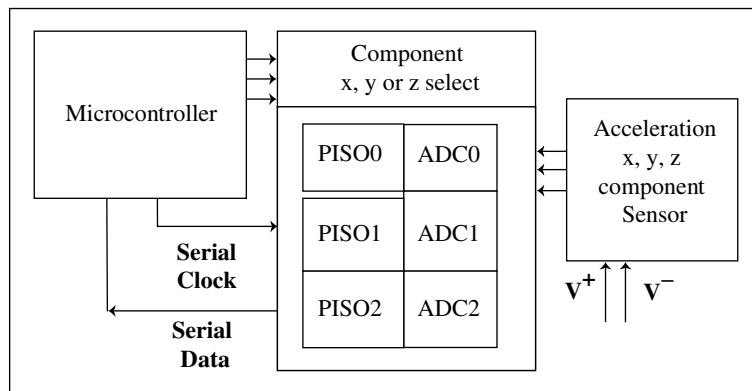 Microcontroller
Component
x, y or z select
PISO0
ADC0
PISO1
ADC1
PISO2
ADC2
Acceleration
x, y, z
component
Sensor
Serial
Clock
Serial
Data
V+
V−